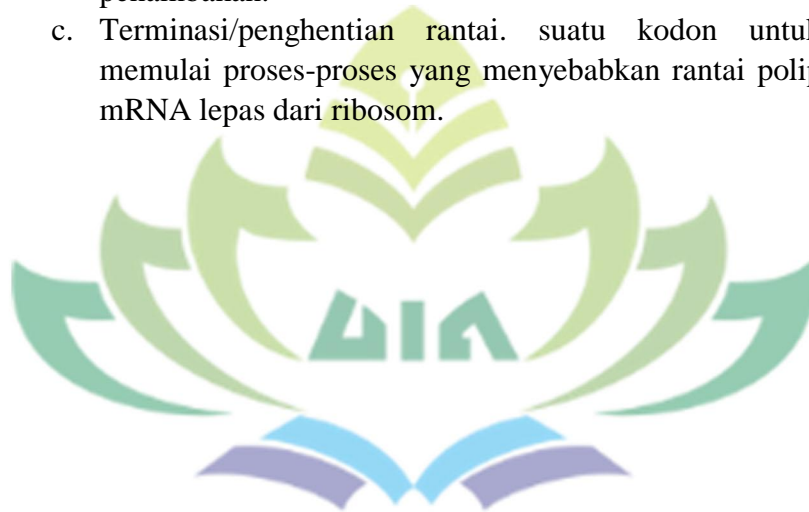 c. Terminasi/penghentian rantai. suatu kodon
memulai proses-proses yang menyebabkan rantai
mRNA lepas dari ribosom.
UIN